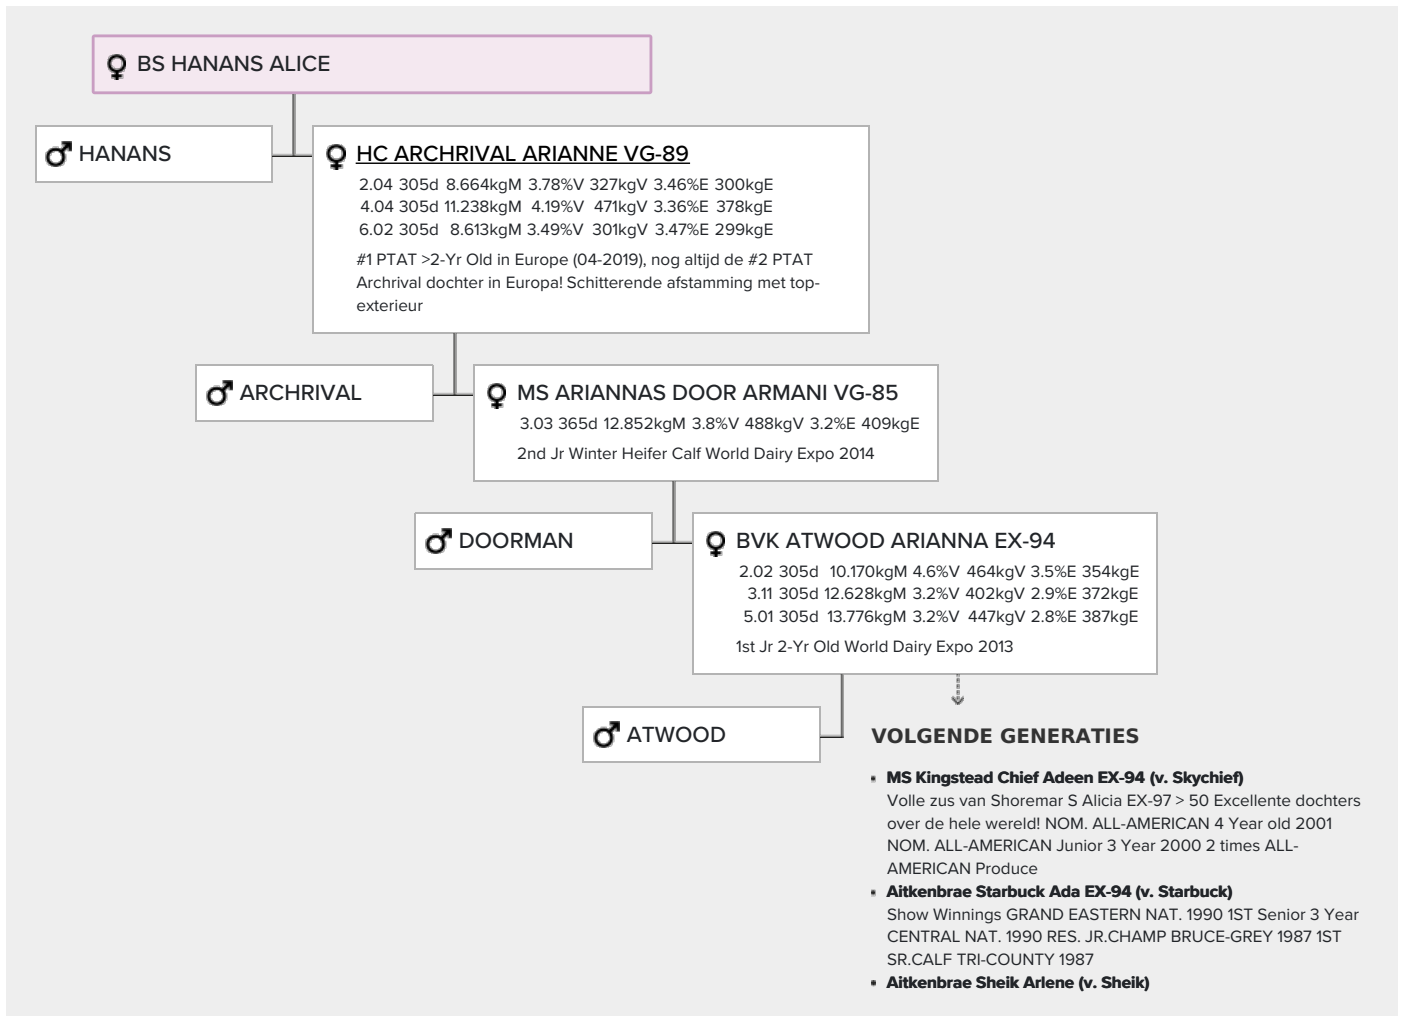 BS HANANS ALICE
HANANS
HC ARCHRIVAL ARIANNE VG-89
2.04 305d 8.664kgM 3.78%V 327kgV 3.46%E 300kgE
4.04 305d 11.238kgM 4.19%V 471kgV 3.36%E 378kgE
6.02 305d 8.613kgM 3.49%V 301kgV 3.47%E 299kgE
#1 PTAT >2-Yr Old in Europe (04-2019), nog altijd de #2 PTAT
Archrival dochter in Europa! Schitterende afstamming met top-
exterieur
ARCHRIVAL
MS ARIANNAS DOOR ARMANI VG-85
3.03 365d 12.852kgM 3.8%V 488kgV 3.2%E 409kgE
2nd Jr Winter Heifer Calf World Dairy Expo 2014
DOORMAN
BVK ATWOOD ARIANNA EX-94
2.02 305d 10.170kgM 4.6%V 464kgV 3.5%E 354kgE
3.11 305d 12.628kgM 3.2%V 402kgV 2.9%E 372kgE
5.01 305d 13.776kgM 3.2%V 447kgV 2.8%E 387kgE
1st Jr 2-Yr Old World Dairy Expo 2013
ATWOOD
VOLGENDE GENERATIES
▪ MS Kingstead Chief Adeen EX-94 (v. Skychief)
Volle zus van Shoremar S Alicia EX-97 > 50 Excellente dochters
over de hele wereld! NOM. ALL-AMERICAN 4 Year old 2001
NOM. ALL-AMERICAN Junior 3 Year 2000 2 times ALL-
AMERICAN Produce
▪ Aitkenbrae Starbuck Ada EX-94 (v. Starbuck)
Show Winnings GRAND EASTERN NAT. 1990 1ST Senior 3 Year
CENTRAL NAT. 1990 RES. JR.CHAMP BRUCE-GREY 1987 1ST
SR.CALF TRI-COUNTY 1987
▪ Aitkenbrae Sheik Arlene (v. Sheik)